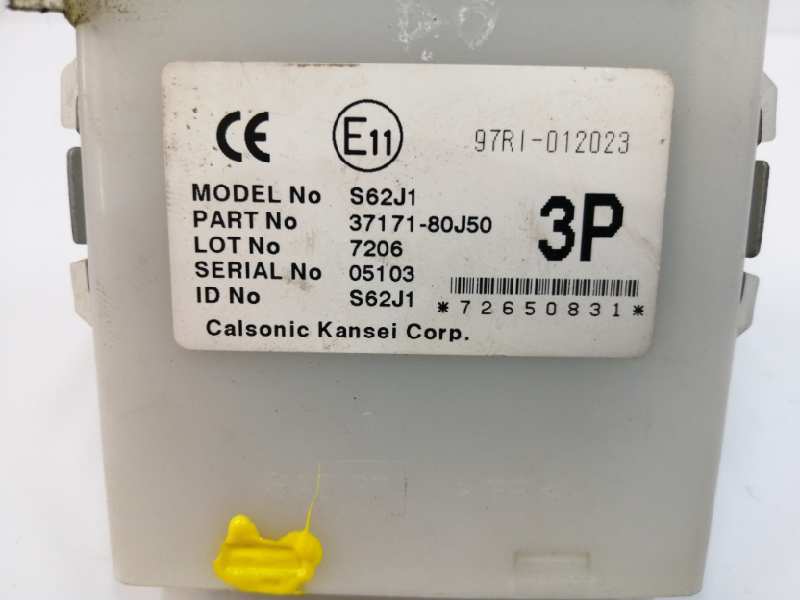 CE E11 97RI-012023
MODEL No S62J1
PART No 37171-80J50
LOT No 7206
SERIAL No 05103
ID No S62J1
3P
*72650831*
Calsonic Kansei Corp.